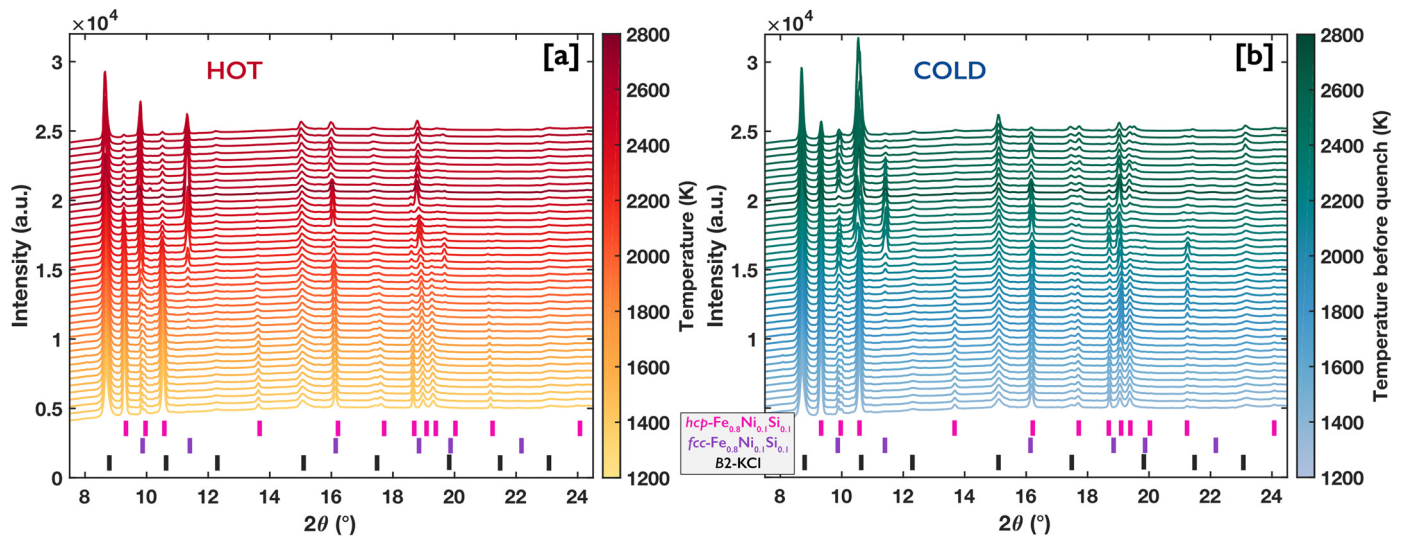 ×10⁴
HOT
[a]
3
2.5
2
1.5
1
0.5
0
Intensity (a.u.)
8 10 12 14 16 18 20 22 24
2θ (°)
2800
2600
2400
2200
2000
1800
1600
1400
1200
Temperature (K)
hcp-Fe₀.₈Ni₀.₁Si₀.₁
fcc-Fe₀.₈Ni₀.₁Si₀.₁
B2-KCl
×10⁴
COLD
[b]
3
2.5
2
1.5
1
Intensity (a.u.)
8 10 12 14 16 18 20 22 24
2θ (°)
2800
2600
2400
2200
2000
1800
1600
1400
1200
Temperature before quench (K)